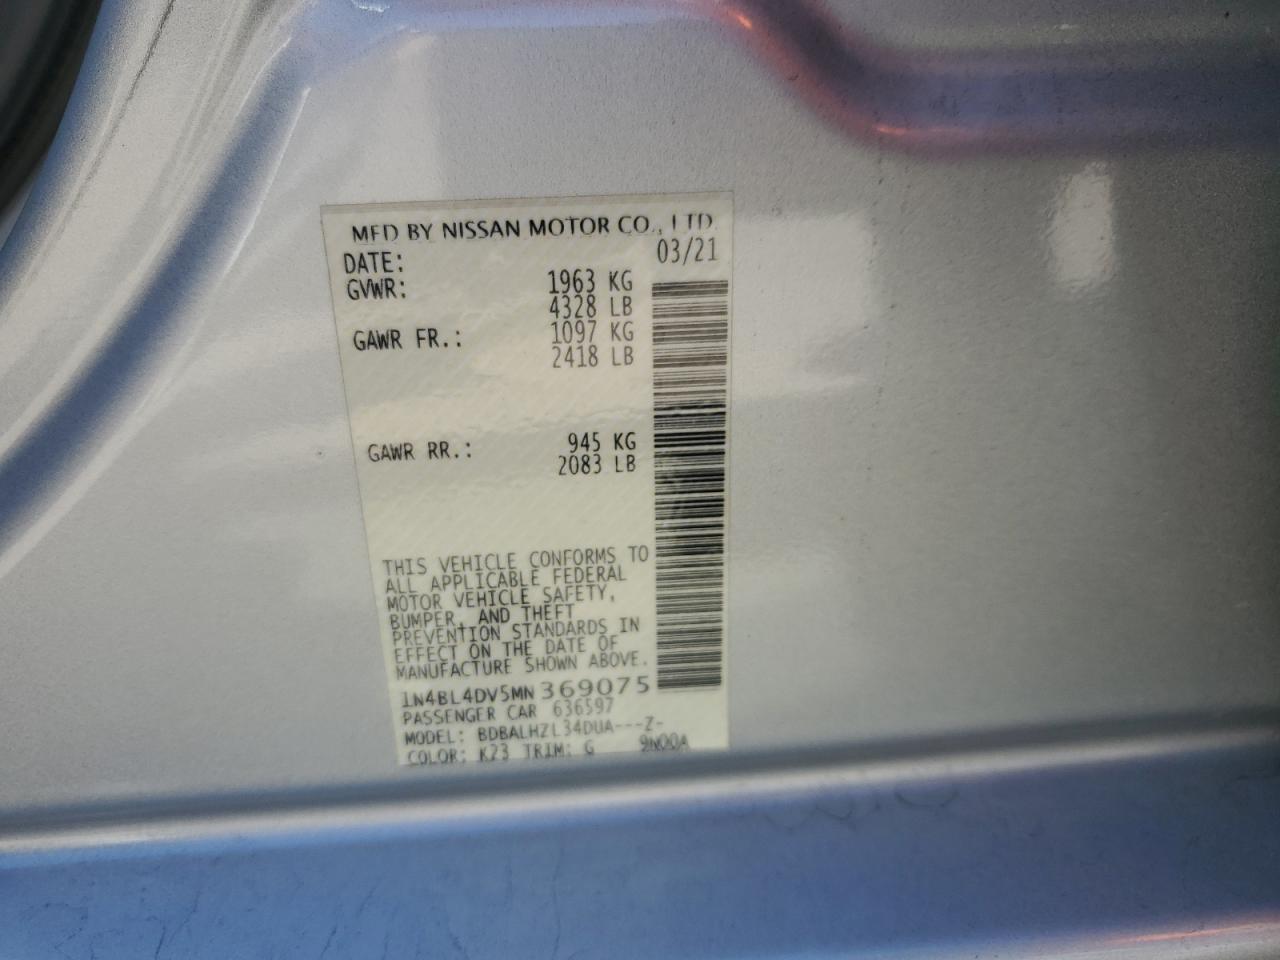 MFD BY NISSAN MOTOR CO., LTD.
DATE: 03/21
GVWR: 1963 KG
4328 LB
GAWR FR.: 1097 KG
2418 LB
GAWR RR.: 945 KG
2083 LB
THIS VEHICLE CONFORMS TO
ALL APPLICABLE FEDERAL
MOTOR VEHICLE SAFETY,
BUMPER, AND THEFT
PREVENTION STANDARDS IN
EFFECT ON THE DATE OF
MANUFACTURE SHOWN ABOVE.
1N4BL4DV5MN369075
PASSENGER CAR 636597
MODEL: BDBALHZL34DUA---Z-
COLOR: K23 TRIM: G 9N00A